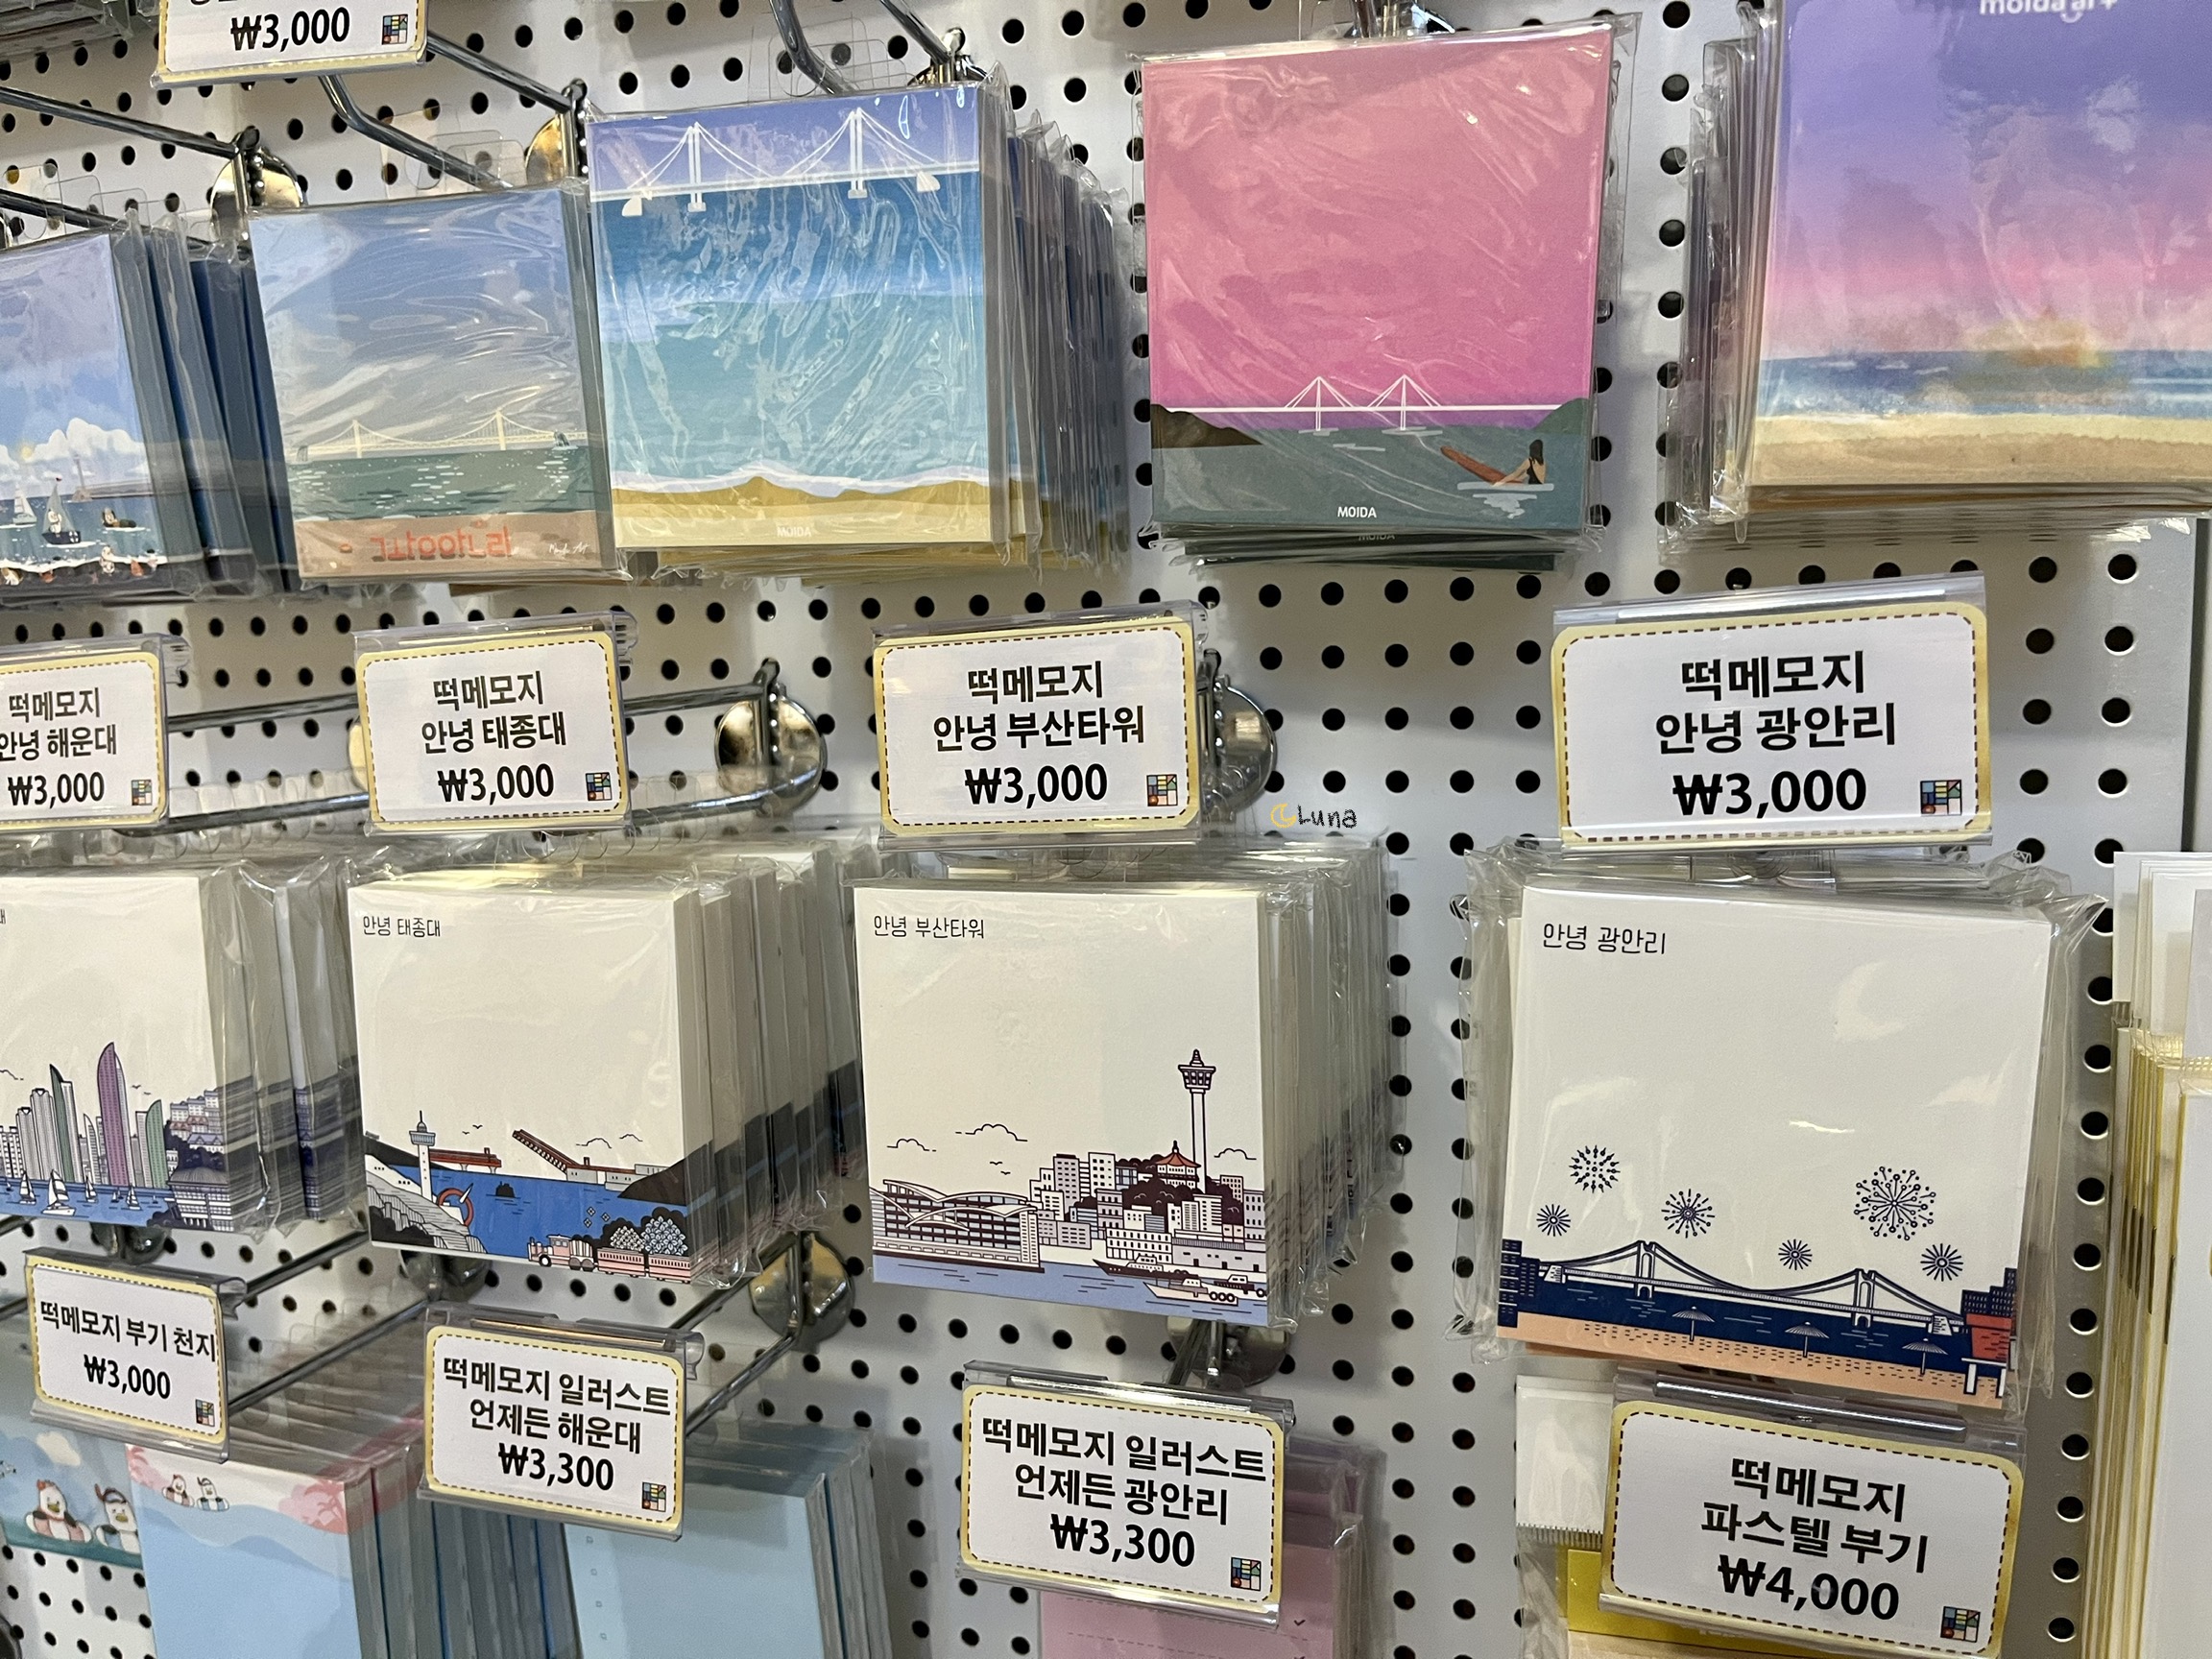 ₩3,000
moida art
MOIDA
MOIDA
MOIDA
떡메모지
안녕 해운대
₩3,000
떡메모지
안녕 태종대
₩3,000
떡메모지
안녕 부산타워
₩3,000
떡메모지
안녕 광안리
₩3,000
Luna
안녕 태종대
안녕 부산타워
안녕 광안리
떡메모지 부기 천지
₩3,000
떡메모지 일러스트
언제든 해운대
₩3,300
떡메모지 일러스트
언제든 광안리
₩3,300
떡메모지
파스텔 부기
₩4,000